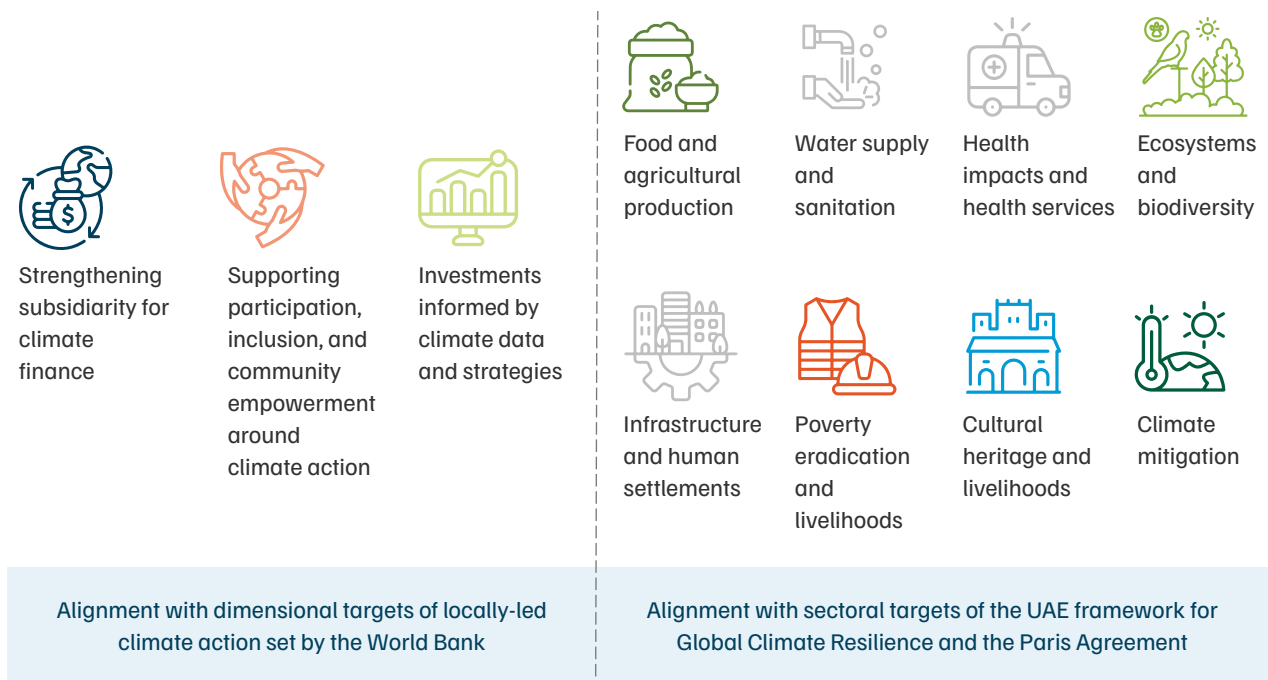 Strengthening
subsidiarity for
climate
finance
Supporting
participation,
inclusion, and
community
empowerment
around
climate action
Investments
informed by
climate data
and strategies
Food and
agricultural
production
Water supply
and
sanitation
Health
impacts and
health services
Ecosystems
and
biodiversity
Infrastructure
and human
settlements
Poverty
eradication
and
livelihoods
Cultural
heritage and
livelihoods
Climate
mitigation
Alignment with dimensional targets of locally-led
climate action set by the World Bank
Alignment with sectoral targets of the UAE framework for
Global Climate Resilience and the Paris Agreement